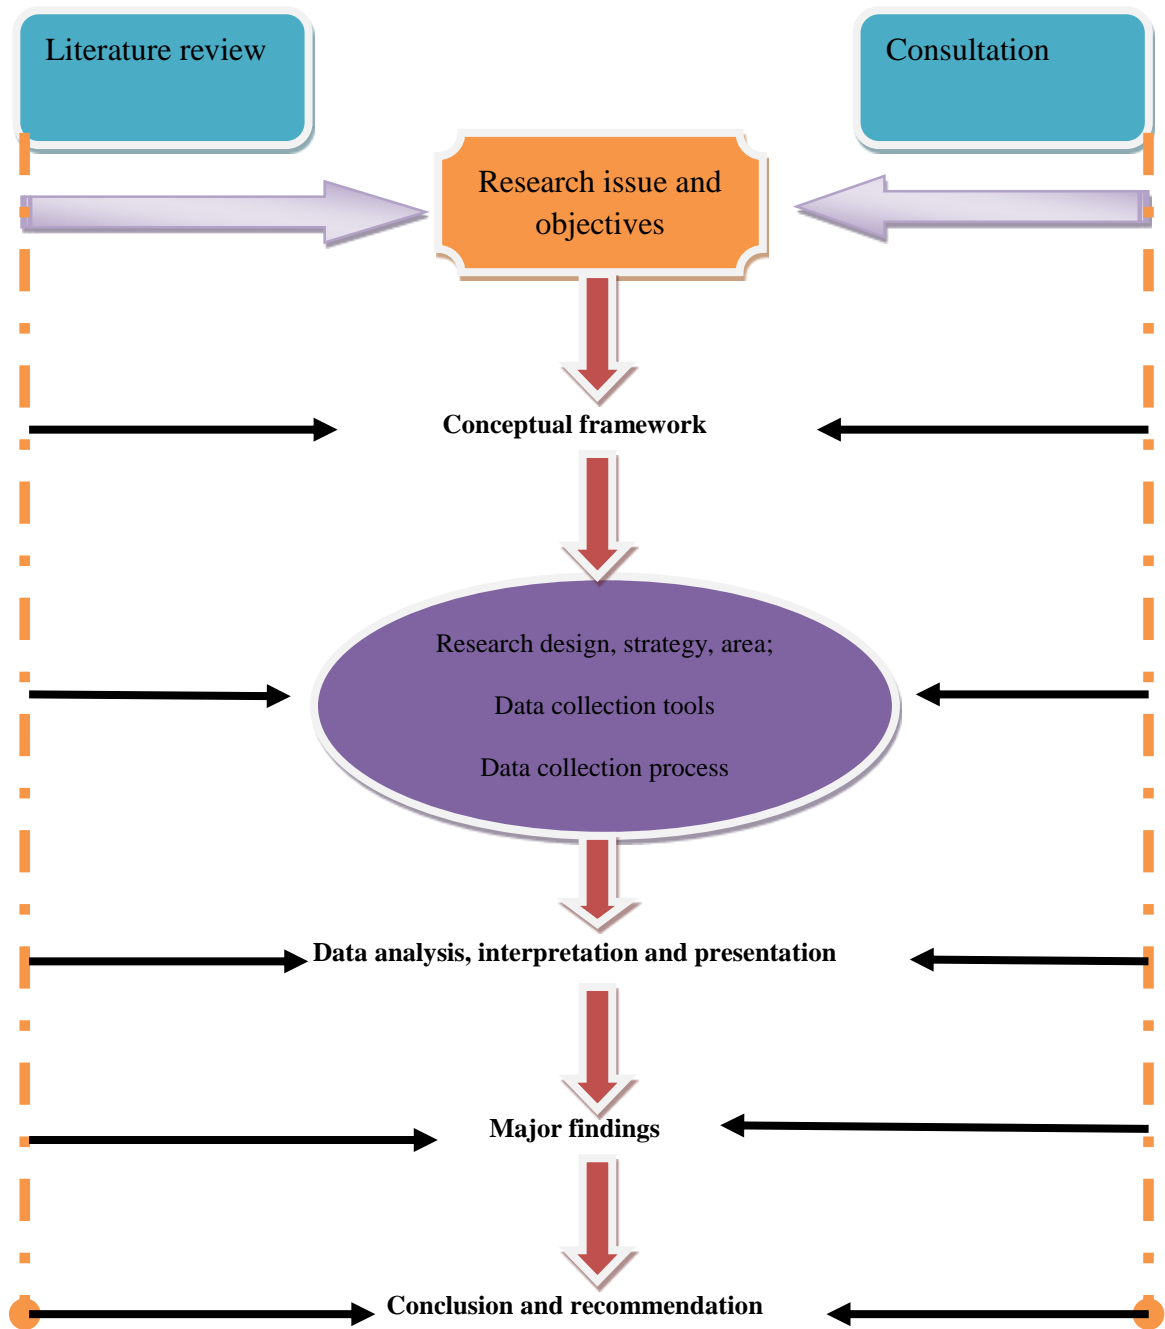 Literature review
Consultation
Research issue and
objectives
Conceptual framework
Research design, strategy, area;
Data collection tools
Data collection process
Data analysis, interpretation and presentation
Major findings
Conclusion and recommendation